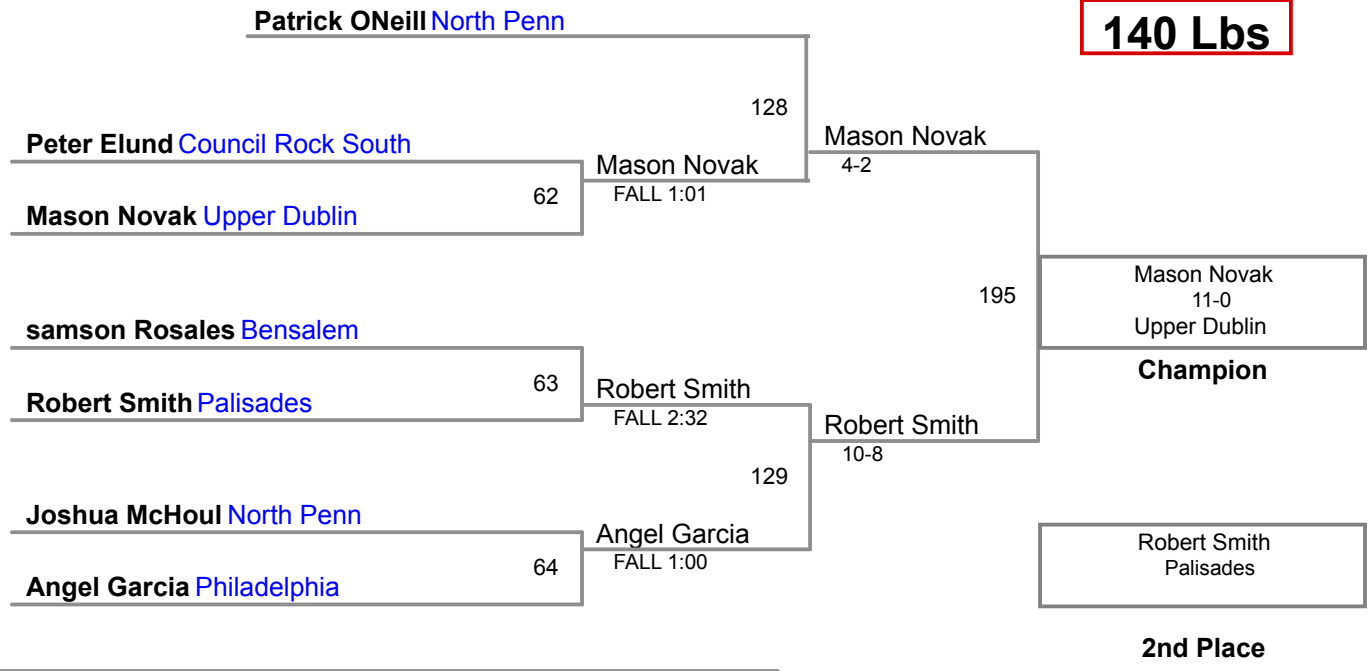 Patrick ONeill North Penn
140 Lbs
128
Peter Elund Council Rock South
Mason Novak
4-2
Mason Novak
FALL 1:01
62
Mason Novak Upper Dublin
195
Mason Novak
11-0
Upper Dublin
Champion
samson Rosales Bensalem
63
Robert Smith
FALL 2:32
Robert Smith Palisades
Robert Smith
10-8
129
Joshua McHoul North Penn
Angel Garcia
FALL 1:00
64
Angel Garcia Philadelphia
Robert Smith
Palisades
2nd Place